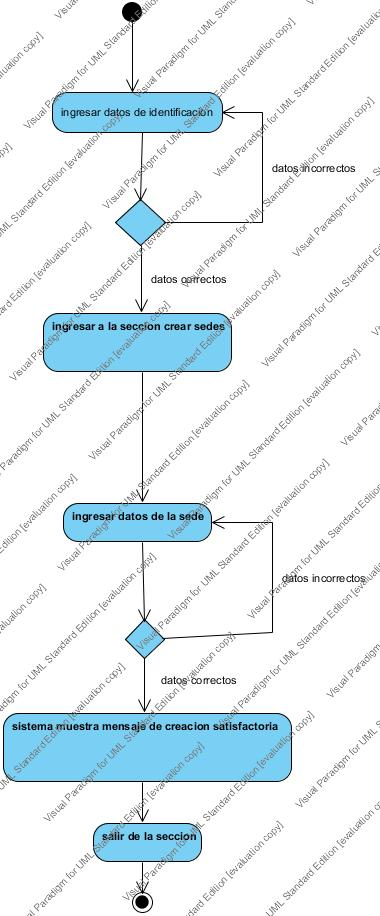 ingresar datos de identificacion
datos incorrectos
datos correctos
ingresar a la seccion crear sedes
ingresar datos de la sede
datos incorrectos
datos correctos
sistema muestra mensaje de creacion satisfactoria
salir de la seccion
Visual Paradigm for UML Standard Edition [evaluation copy]